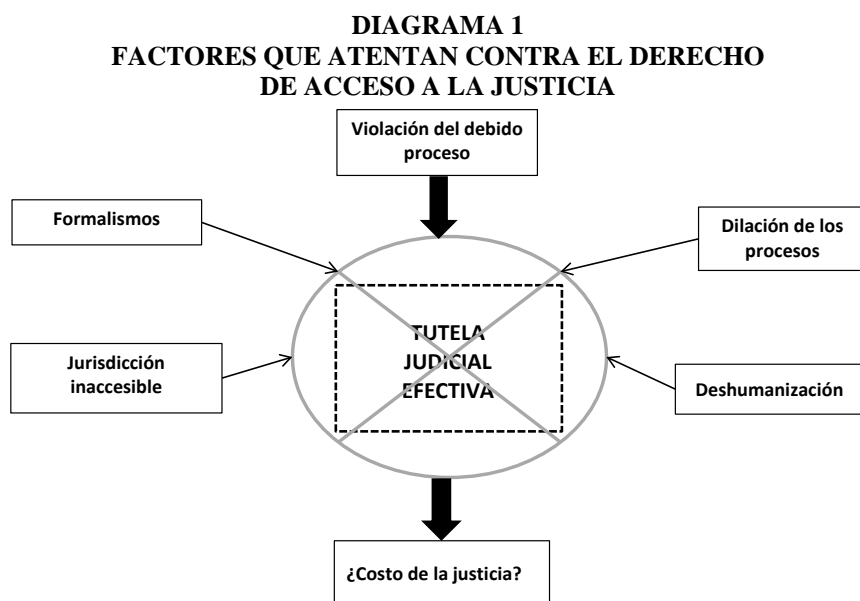 DIAGRAMA 1
FACTORES QUE ATENTAN CONTRA EL DERECHO
DE ACCESO A LA JUSTICIA
Violación del debido
proceso
Formalismos
Dilación de los
procesos
TUTELA
JUDICIAL
EFECTIVA
Jurisdicción
inaccesible
Deshumanización
¿Costo de la justicia?